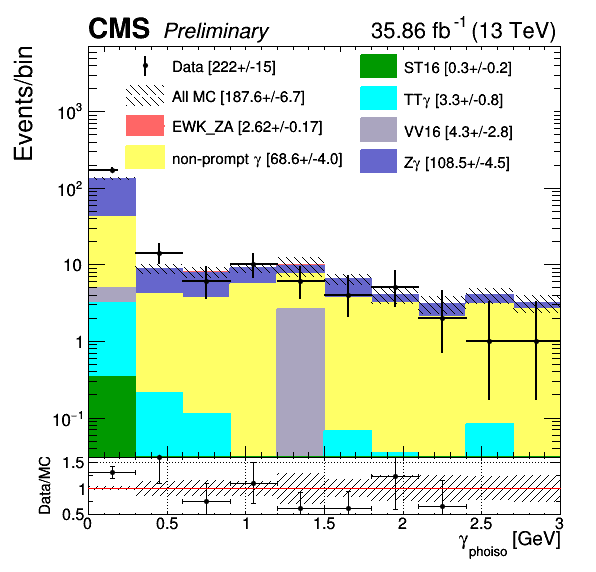 CMS Preliminary 35.86 fb⁻¹ (13 TeV)
Events/bin
Data [222+/-15]
All MC [187.6+/-6.7]
EWK_ZA [2.62+/-0.17]
non-prompt γ [68.6+/-4.0]
ST16 [0.3+/-0.2]
TTγ [3.3+/-0.8]
VV16 [4.3+/-2.8]
Zγ [108.5+/-4.5]
10³
10²
10
1
10⁻¹
Data/MC
1.5
1
0.5
0 0.5 1 1.5 2 2.5 3
γ_phoiso [GeV]